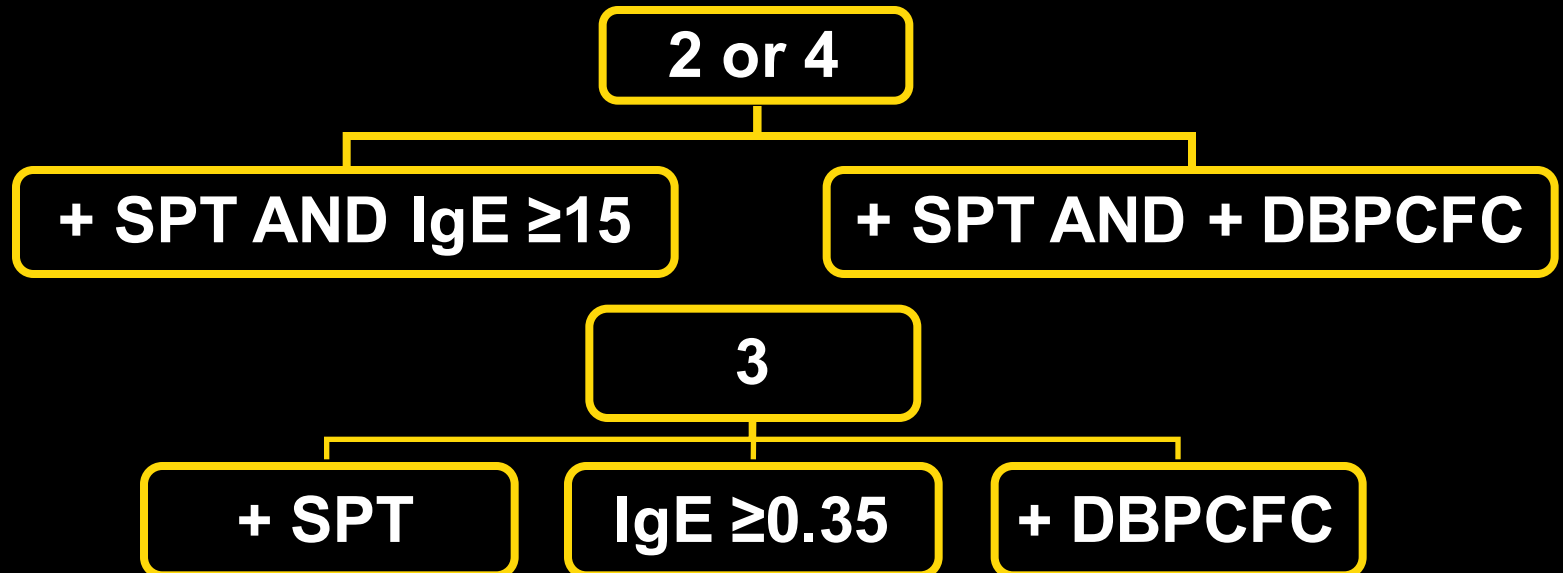 2 or 4
+ SPT AND IgE ≥15
+ SPT AND + DBPCFC
3
+ SPT
IgE ≥0.35
+ DBPCFC